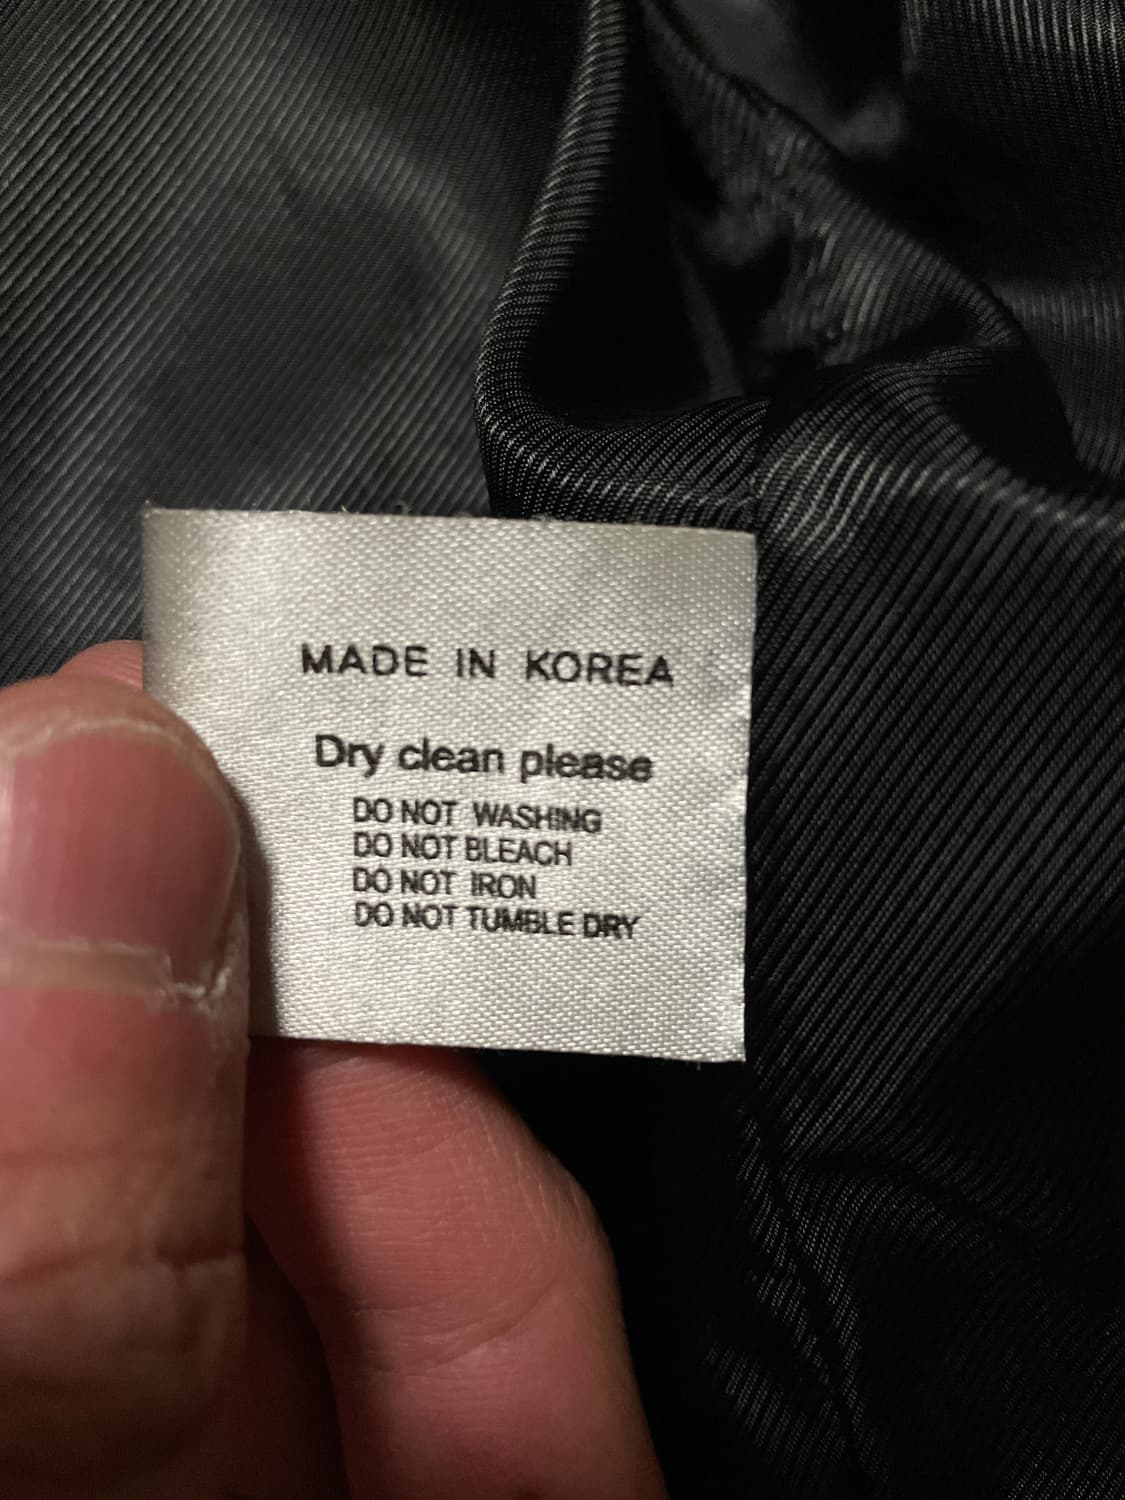 MADE IN KOREA
Dry clean please
DO NOT WASHING
DO NOT BLEACH
DO NOT IRON
DO NOT TUMBLE DRY